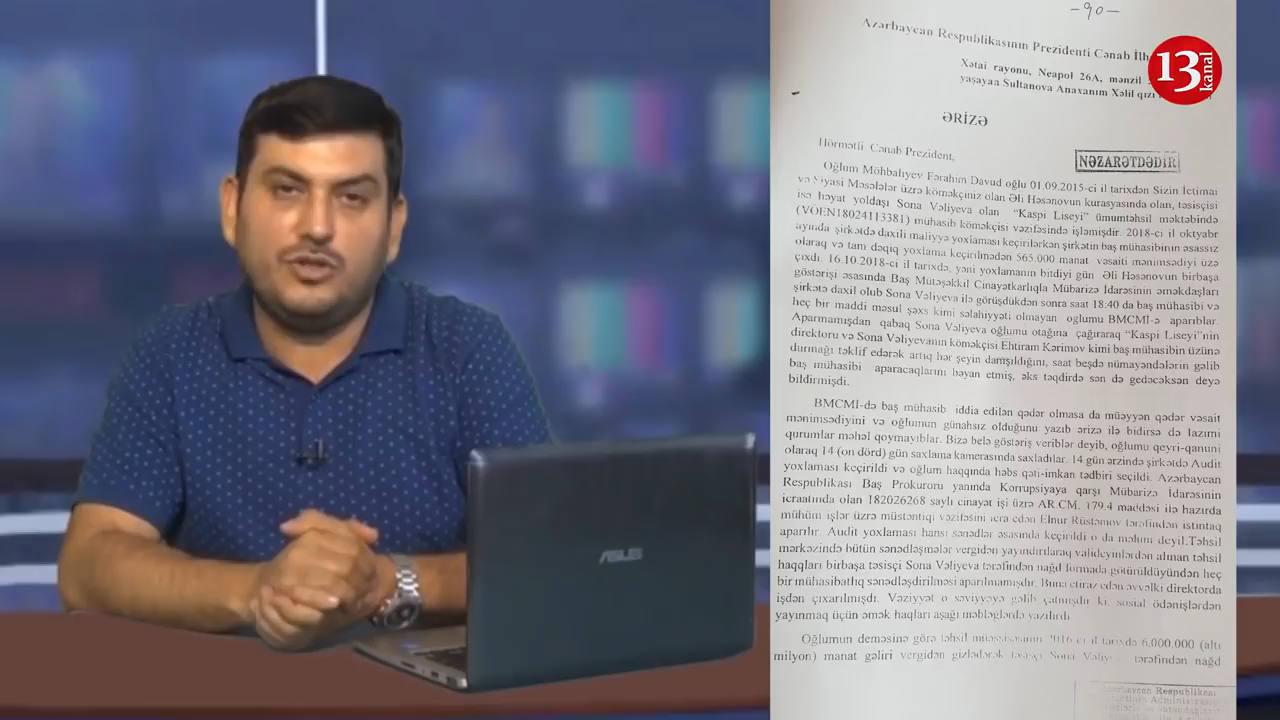 -90-
Azərbaycan Respublikasının Prezidenti Cənab İlh
13 kanal
Xətai rayonu, Neapol 26A, mənzil
yaşayan Sultanova Anaxanım Xəlil qızı
ƏRİZƏ
Hörmətli Cənab Prezident,
NƏZARƏTDƏDİR
Oğlum Möhbalıyev Fərahim Davud oğlu 01.09.2015-ci il tarixdən Sizin İctimai
və Siyasi Məsələlər üzrə köməkçiniz olan Əli Həsənovun kurasyasında olan, təsisçisi
isə həyat yoldaşı Sona Vəliyeva olan "Kaspi Liseyi" ümumtəhsil məktəbində
(VOEN18024113381) mühasib köməkçisi vəzifəsində işləmişdir. 2018-ci il oktyabr
ayında şirkətdə daxili maliyyə yoxlaması keçirilərkən şirkətin baş mühasibinin əsassız
olaraq və tam dəqiq yoxlama keçirilmədən 565.000 manat vəsaiti mənimsədiyi üzə
çıxdı. 16.10.2018-ci il tarixdə, yəni yoxlamanın bitdiyi gün Əli Həsənovun birbaşa
göstərişi əsasında Baş Mütəşəkkil Cinayətkarlıqla Mübarizə İdarəsinin əməkdaşları
şirkətə daxil olub Sona Vəliyeva ilə görüşdükdən sonra saat 18:40 da baş mühasibi və
heç bir maddi məsul şəxs kimi səlahiyyəti olmayan oglumu BMCMİ-ə aparıblar.
Aparmamışdan qabaq Sona Vəliyeva oğlumu otağına çağıraraq "Kaspi Liseyi"nin
direktoru və Sona Vəliyevanın köməkçisi Ehtiram Kərimov kimi baş mühasibin üzünə
durmağı təklif edərək artıq hər şeyin danışıldığını, saat beşdə nümayəndələrin gəlib
baş mühasibi aparacaqlarını bəyan etmiş, əks təqdirdə sən də gedəcəksən deyə
bildirmişdi.
BMCMİ-də baş mühasib iddia edilən qədər olmasa da müəyyən qədər vəsait
mənimsədiyini və oğlumun günahsız olduğunu yazıb ərizə ilə bidirsə də lazımi
qurumlar məhəl qoymayıblar. Bizə belə göstəriş veriblər deyib, oğlumu qeyri-qanuni
olaraq 14 (on dörd) gün saxlama kamerasında saxladılar. 14 gün ərzində şirkətdə Audit
yoxlaması keçirildi və oğlum haqqında həbs qəti-imkan tədbiri seçildi. Azərbaycan
Respublikası Baş Prokuroru yanında Korrupsiyaya qarşı Mübarizə İdarəsinin
icraatında olan 182026268 saylı cinayət işi üzrə AR.CM. 179.4 maddəsi ilə hazırda
mühüm işlər üzrə müstəntiqi vəzifəsini icra edən Elnur Rüstəmov tərəfindən istintaq
aparılır. Audit yoxlaması hansı sənədlər əsasında keçirildi o da məlum deyil.Təhsil
mərkəzində bütün sənədləşmələr vergidən yayındırılaraq valideyinlərdən alınan təhsil
haqqları birbaşa təsisçi Sona Vəliyeva tərəfindən nağd formada götürüldüyündən heç
bir mühasibatlıq sənədləşdirilməsi aparılmamışdır. Buna etiraz edən əvvəlki direktorda
işdən çıxarılmışdı. Vəziyyət o səviyyəyə gəlib çatmışdır ki, sosial ödənişlərdən
yayınmaq üçün əmək haqları aşağı məbləğlərdə yazılırdı
Oğlumun deməsinə görə təhsil müəssisəsinin 2016-ci il tarixdə 6.000.000 (altı
milyon) manat gəliri vergidən gizlədərək təsisçi Sona Vəliyeva tərəfindən nağd
Azərbaycan Respublikası
ASUS